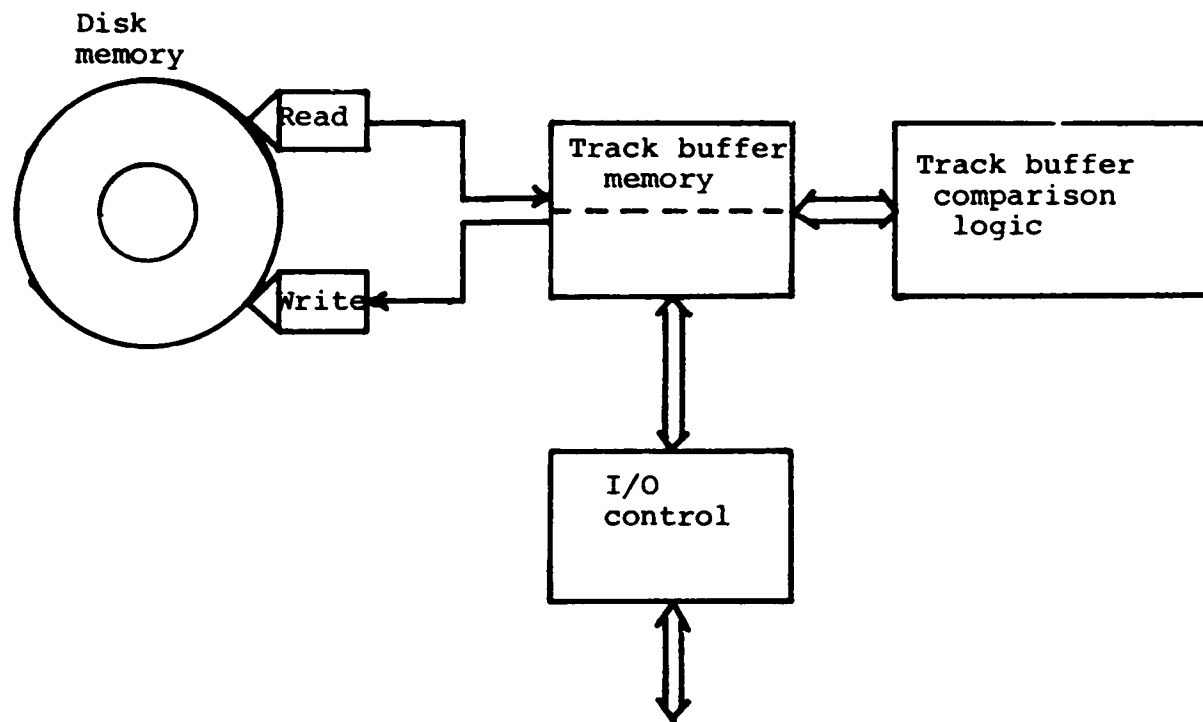 Disk
memory
Read
Write
Track buffer
memory
Track buffer
comparison
logic
I/O
control